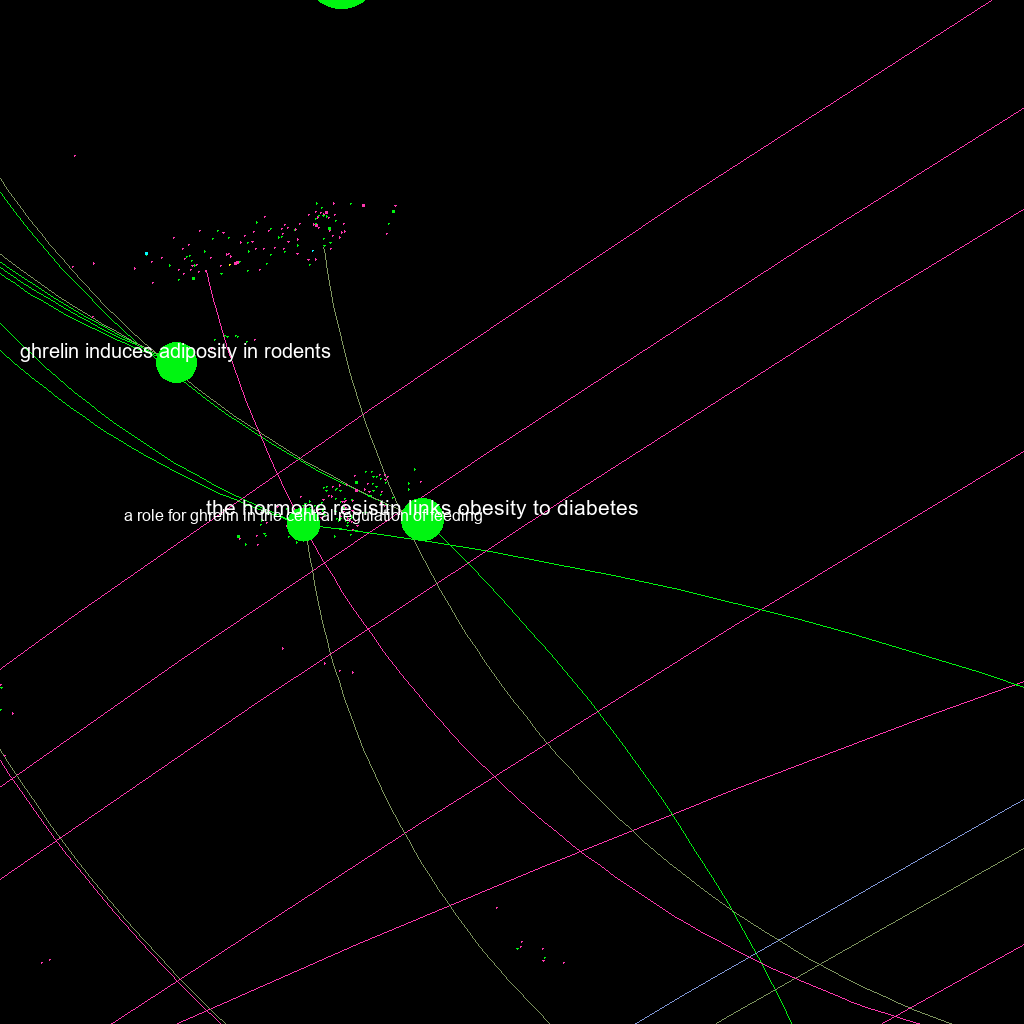 ghrelin induces adiposity in rodents
the hormone resistin links obesity to diabetes
a role for ghrelin in the central regulation of feeding